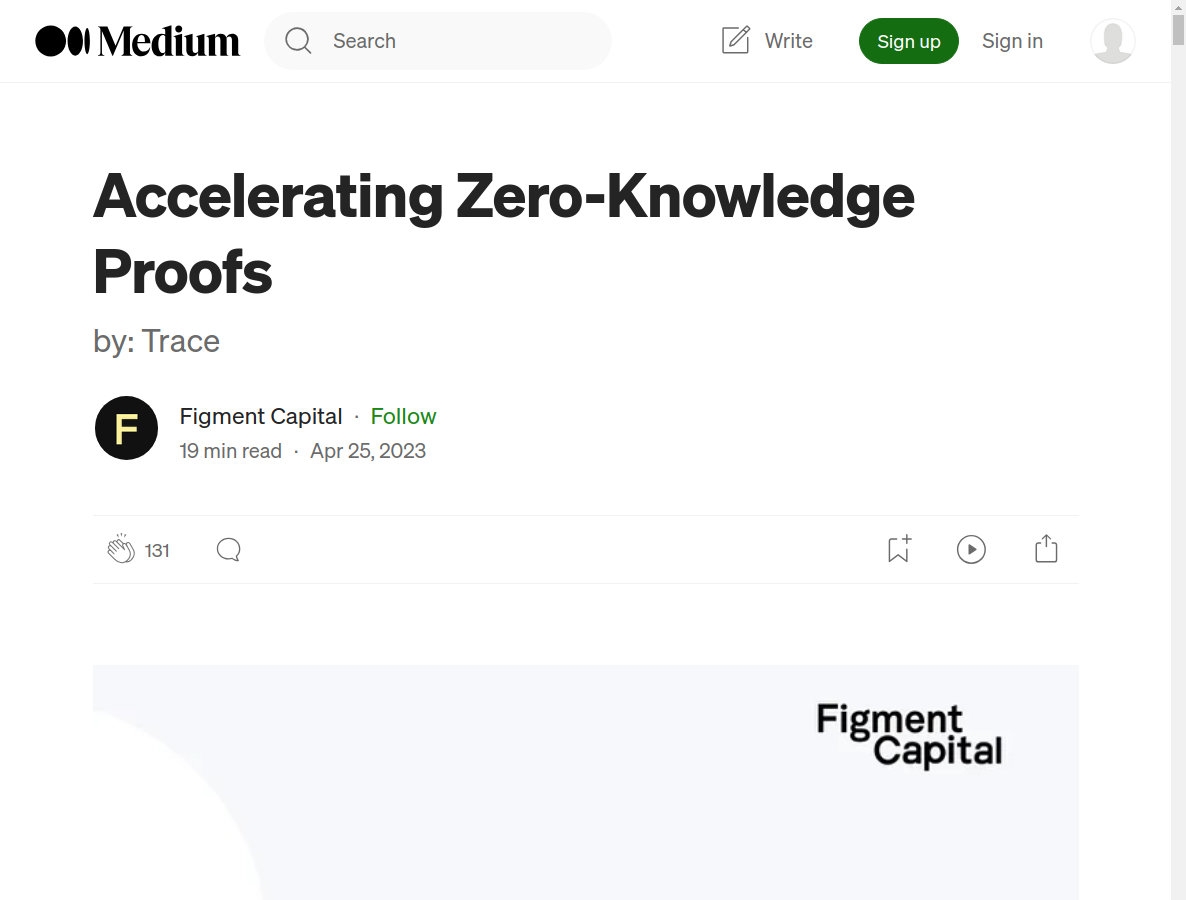 Medium
Search
Write
Sign up
Sign in
Accelerating Zero-Knowledge
Proofs
by: Trace
F
Figment Capital · Follow
19 min read · Apr 25, 2023
131
Figment
Capital